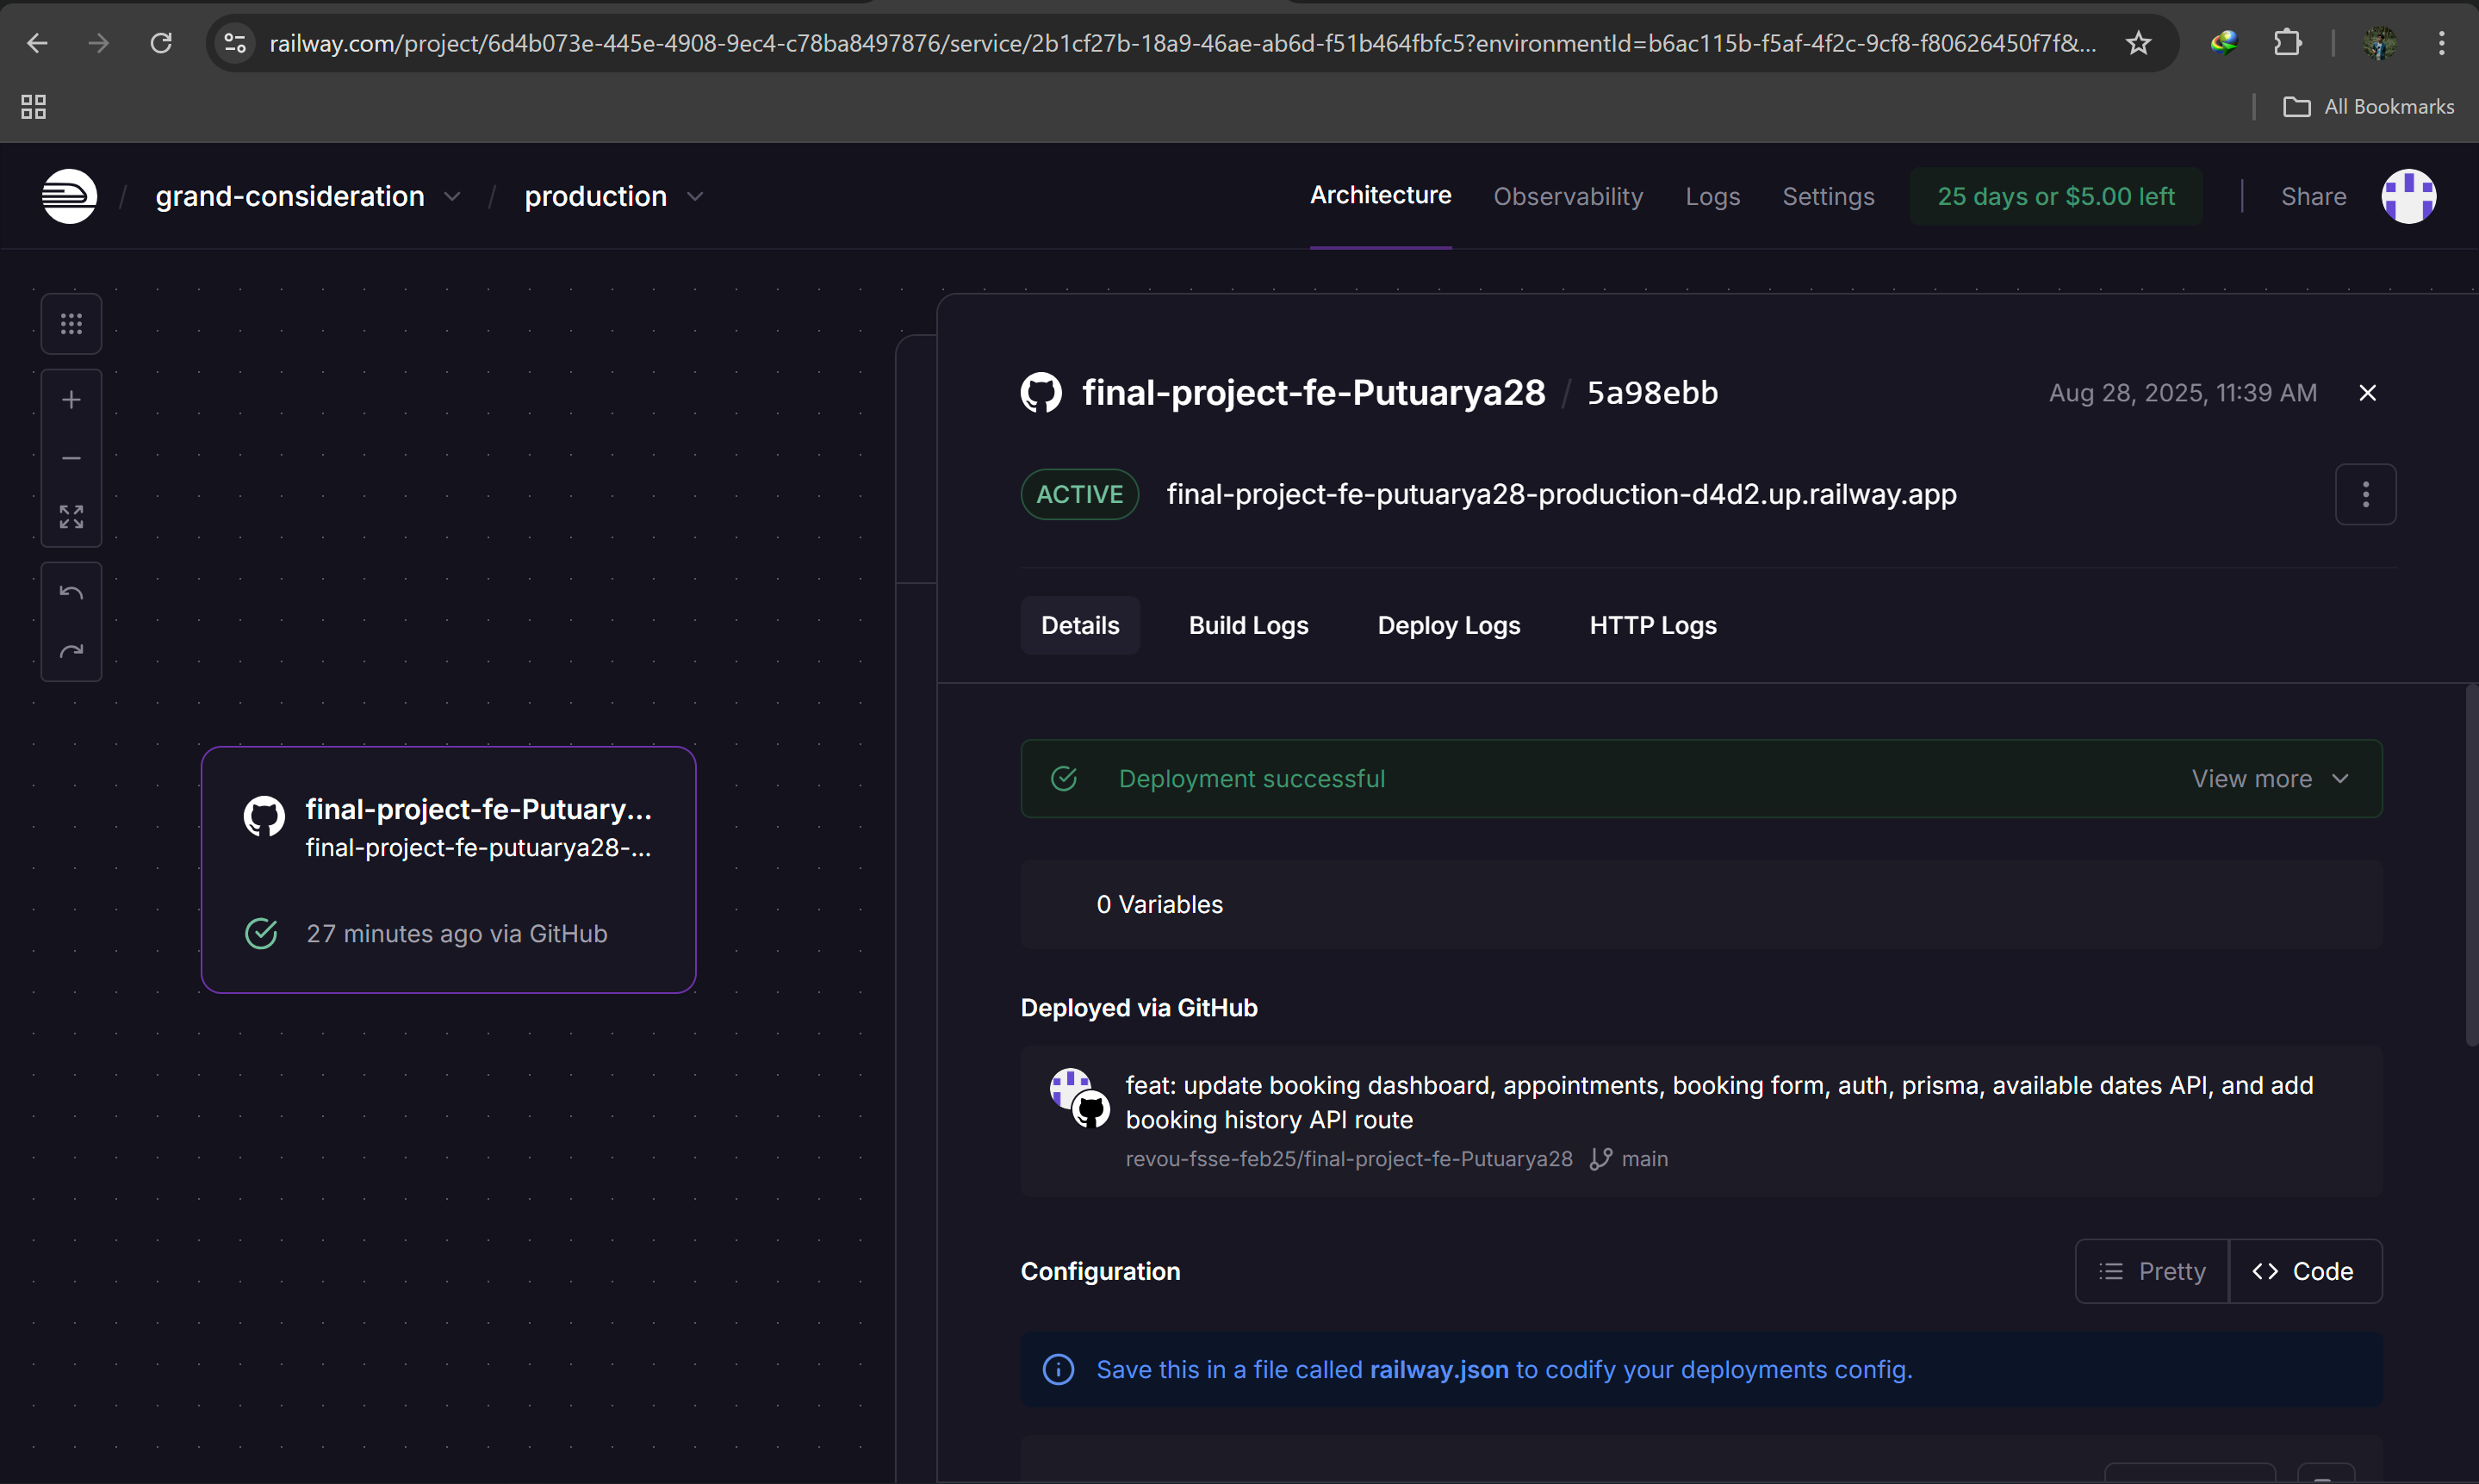 railway.com/project/6d4b073e-445e-4908-9ec4-c78ba8497876/service/2b1cf27b-18a9-46ae-ab6d-f51b464fbfc5?environmentId=b6ac115b-f5af-4f2c-9cf8-f80626450f7f&...
All Bookmarks
/ grand-consideration / production
Architecture Observability Logs Settings 25 days or $5.00 left Share
final-project-fe-Putuarya28 / 5a98ebb Aug 28, 2025, 11:39 AM
ACTIVE final-project-fe-putuarya28-production-d4d2.up.railway.app
Details Build Logs Deploy Logs HTTP Logs
final-project-fe-Putuary...
final-project-fe-putuarya28-...
27 minutes ago via GitHub
Deployment successful View more
0 Variables
Deployed via GitHub
feat: update booking dashboard, appointments, booking form, auth, prisma, available dates API, and add
booking history API route
revou-fsse-feb25/final-project-fe-Putuarya28 main
Configuration Pretty Code
Save this in a file called railway.json to codify your deployments config.